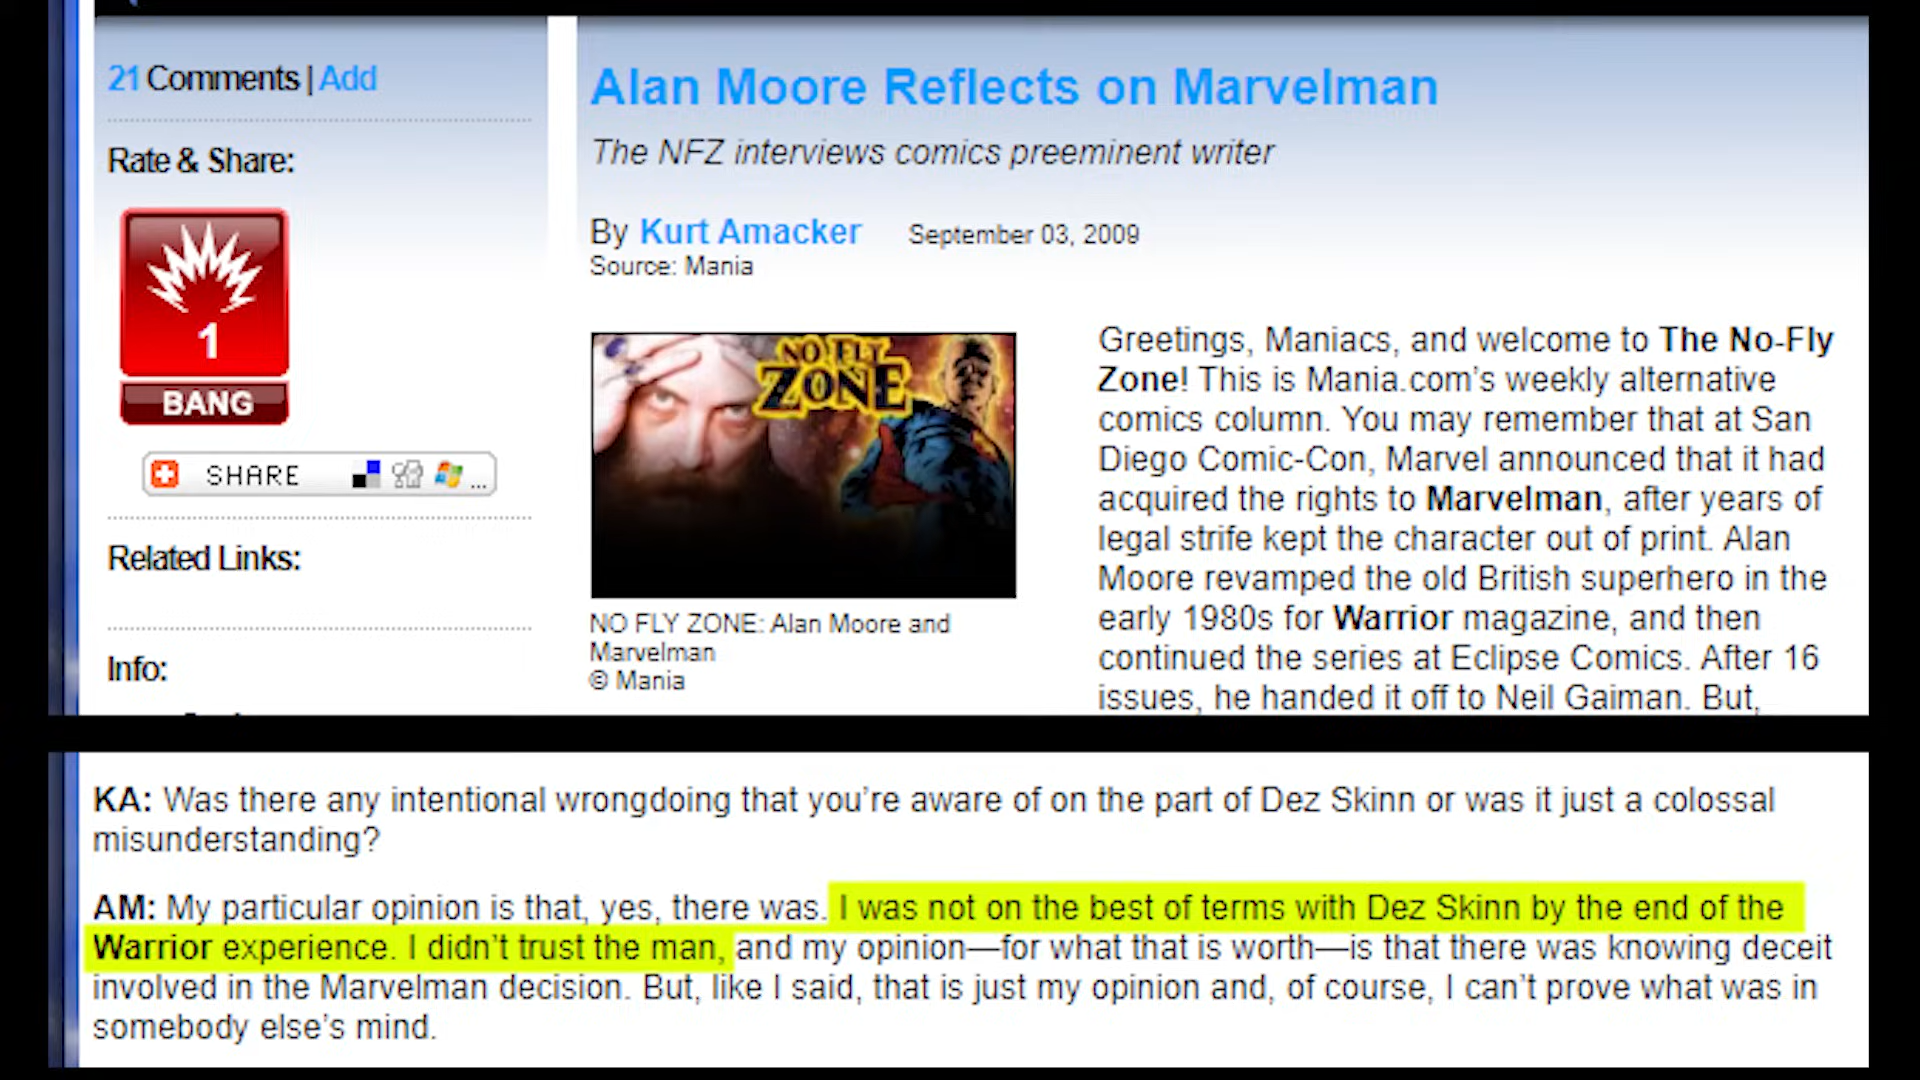 21 Comments | Add
Rate & Share:
1
BANG
SHARE ...
Related Links:
Info:
Alan Moore Reflects on Marvelman
The NFZ interviews comics preeminent writer
By Kurt Amacker September 03, 2009
Source: Mania
NO FLY
ZONE
NO FLY ZONE: Alan Moore and
Marvelman
© Mania
Greetings, Maniacs, and welcome to The No-Fly
Zone! This is Mania.com’s weekly alternative
comics column. You may remember that at San
Diego Comic-Con, Marvel announced that it had
acquired the rights to Marvelman, after years of
legal strife kept the character out of print. Alan
Moore revamped the old British superhero in the
early 1980s for Warrior magazine, and then
continued the series at Eclipse Comics. After 16
issues, he handed it off to Neil Gaiman. But,
KA: Was there any intentional wrongdoing that you’re aware of on the part of Dez Skinn or was it just a colossal
misunderstanding?
AM: My particular opinion is that, yes, there was. I was not on the best of terms with Dez Skinn by the end of the
Warrior experience. I didn’t trust the man, and my opinion—for what that is worth—is that there was knowing deceit
involved in the Marvelman decision. But, like I said, that is just my opinion and, of course, I can’t prove what was in
somebody else’s mind.